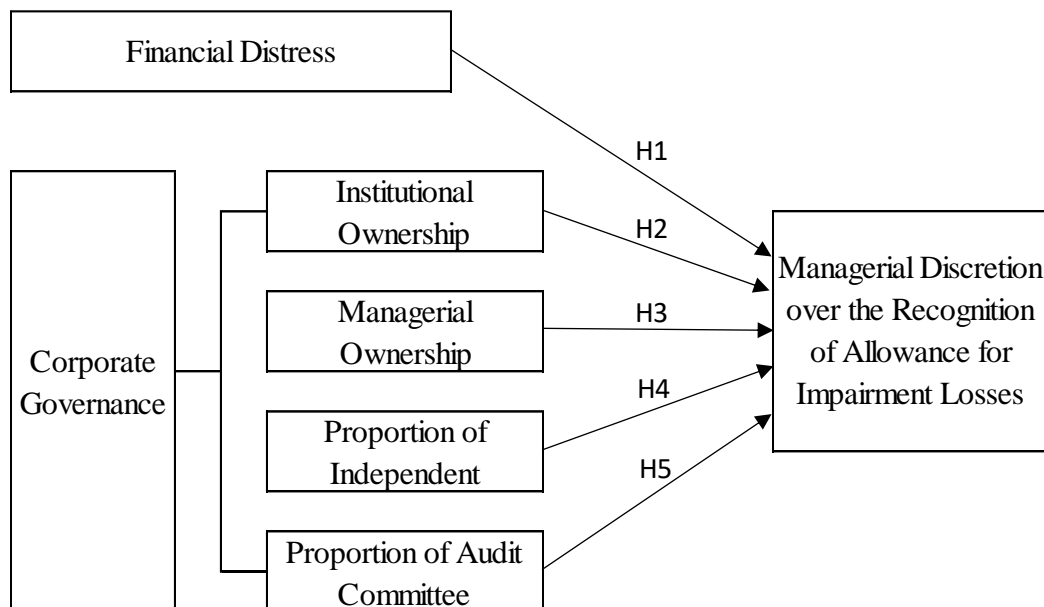 Financial Distress
H1
Institutional
Ownership
H2
Managerial Discretion
over the Recognition
of Allowance for
Impairment Losses
Managerial
Ownership
H3
Corporate
Governance
H4
Proportion of
Independent
H5
Proportion of Audit
Committee